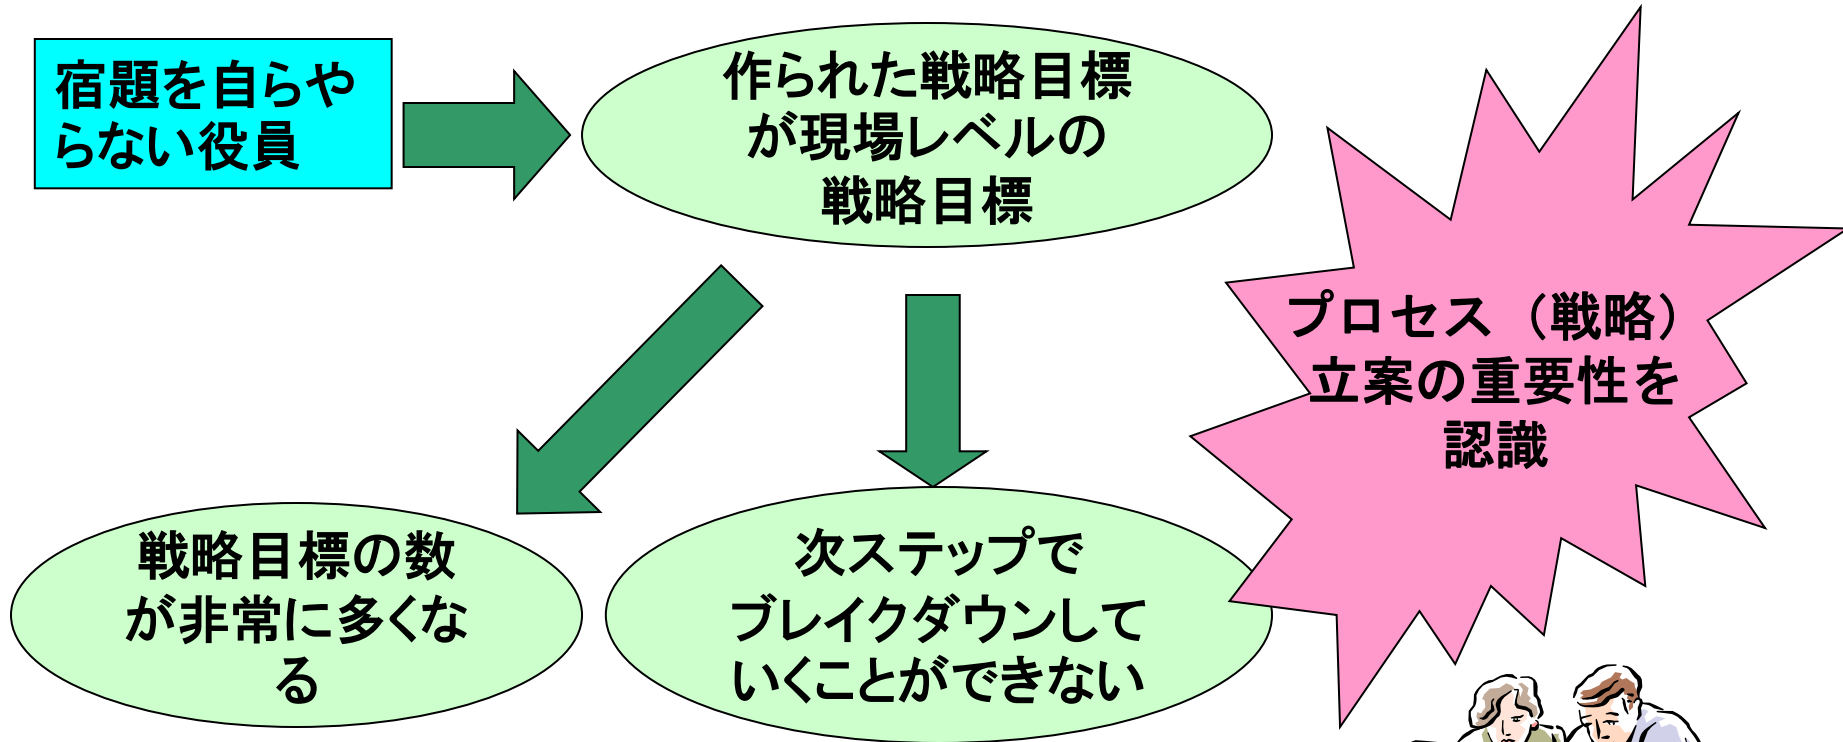 宿題を自らや
らない役員
作られた戦略目標
が現場レベルの
戦略目標
プロセス（戦略）
立案の重要性を
認識
戦略目標の数
が非常に多くな
る
次ステップで
ブレイクダウンして
いくことができない